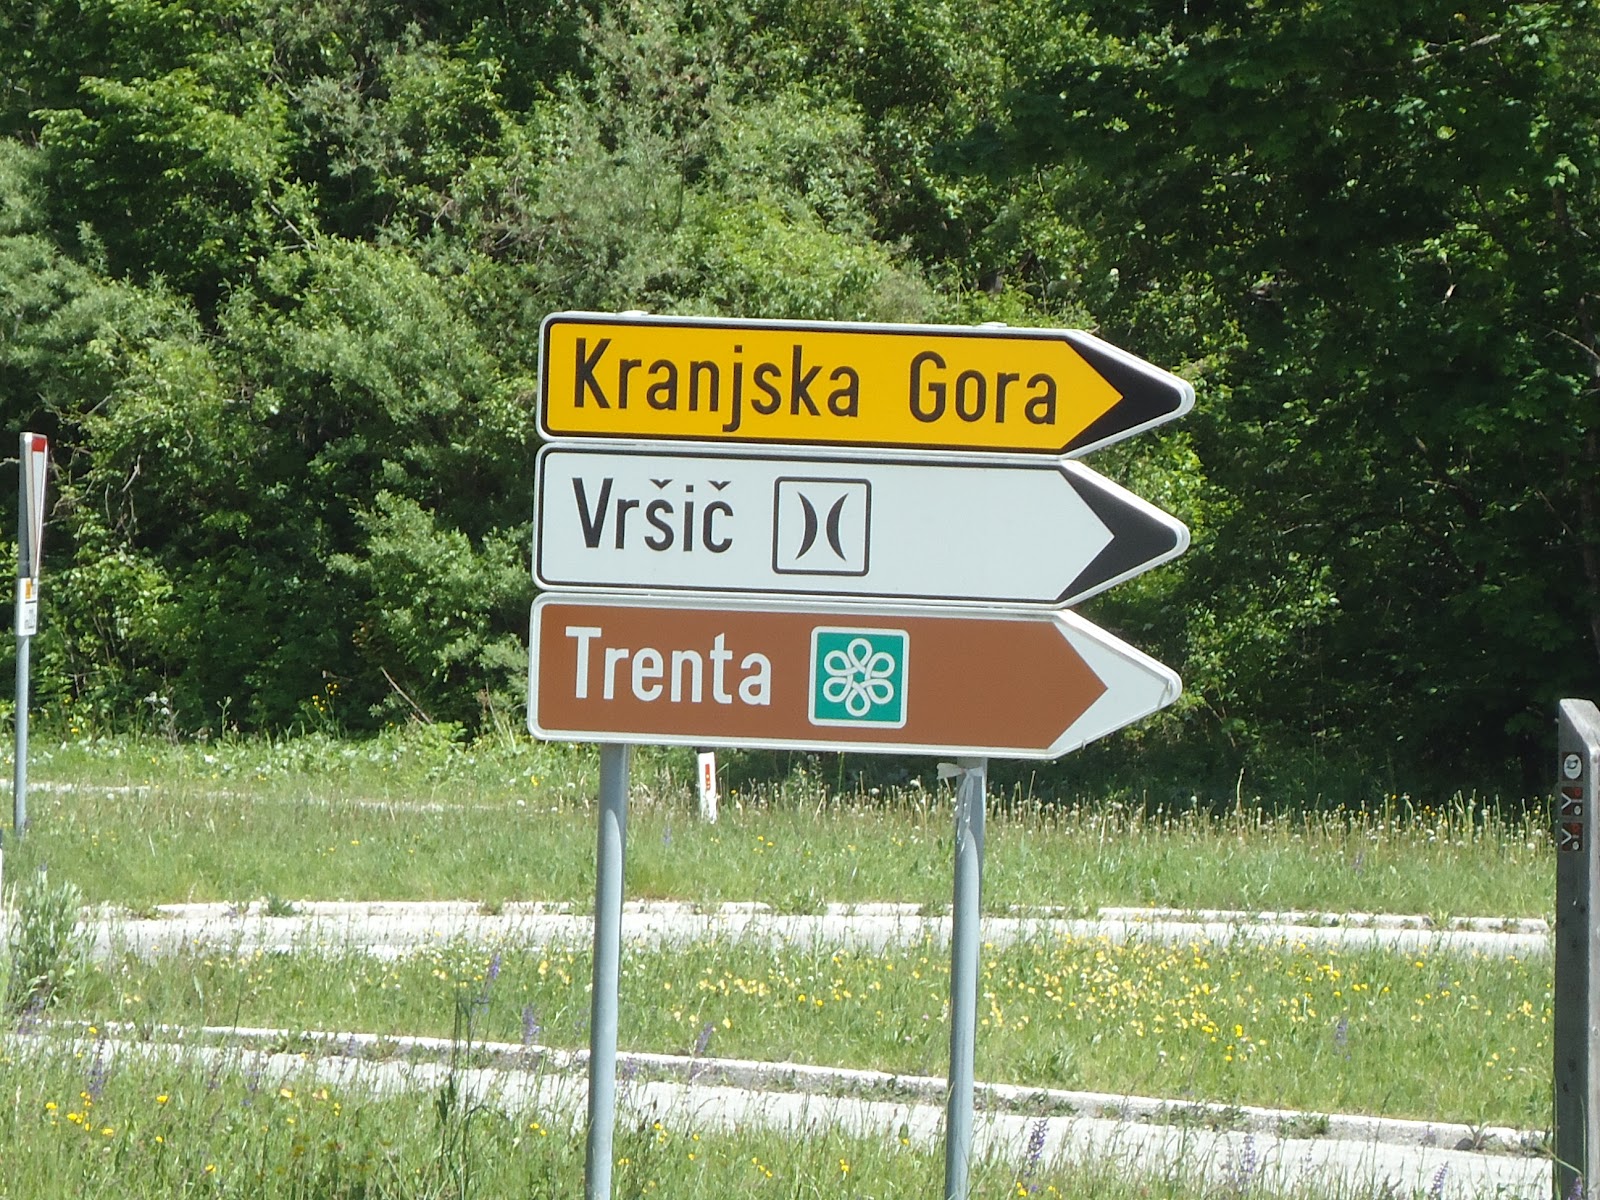 Kranjska Gora
Vršič
Trenta